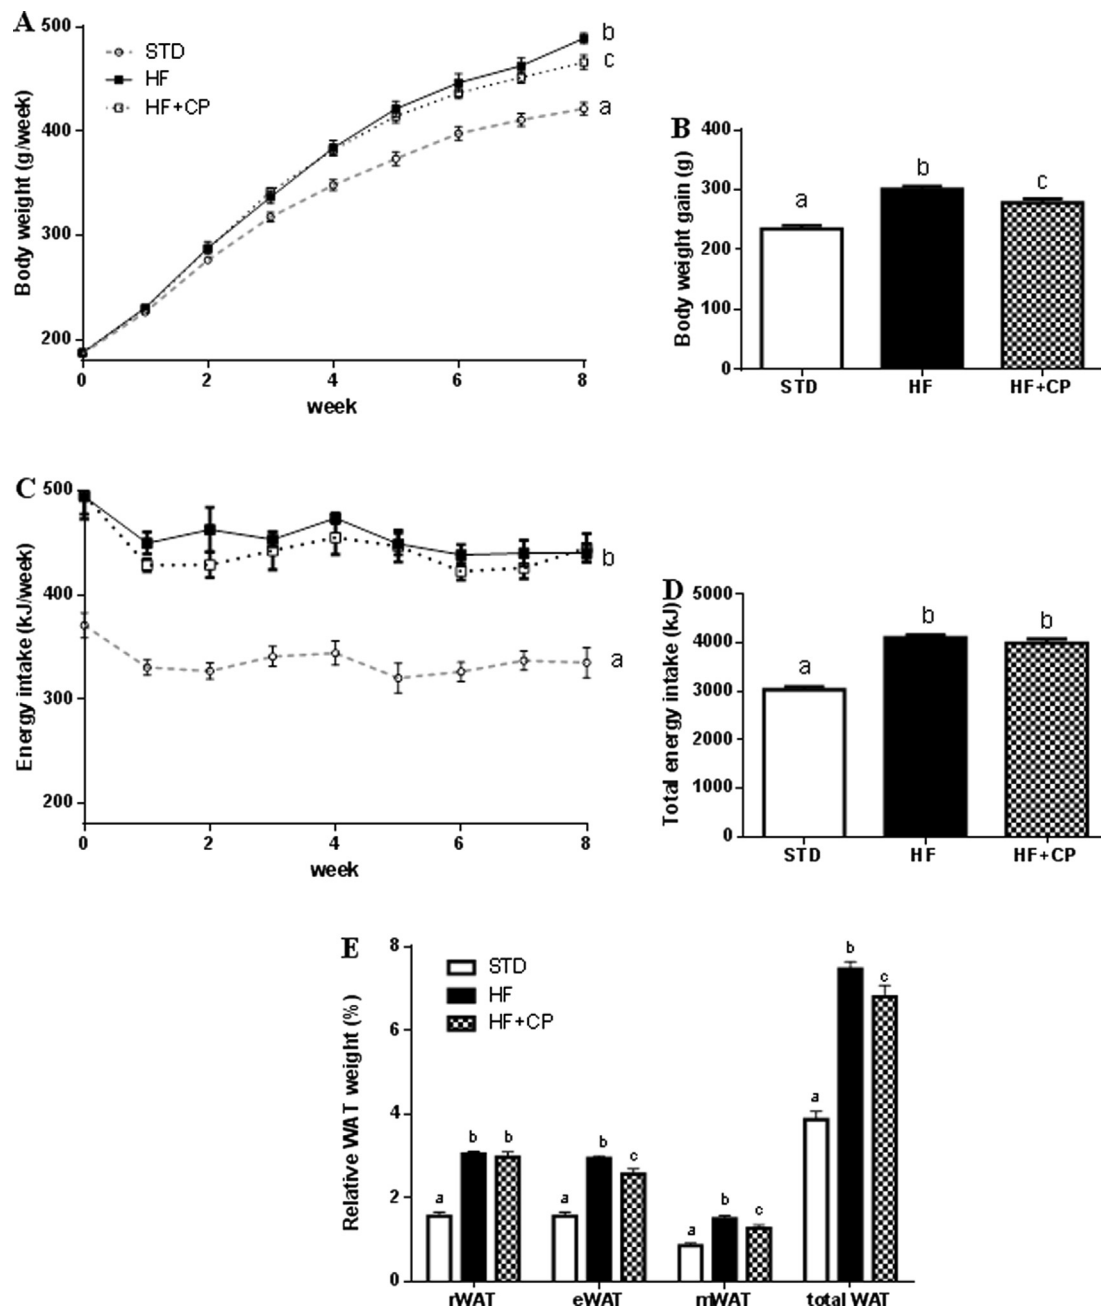 A
500
400
300
200
Body weight (g/week)
STD
HF
HF+CP
b
c
a
0 2 4 6 8
week
B
400
300
200
100
0
Body weight gain (g)
a b c
STD HF HF+CP
C
500
400
300
200
Energy intake (kJ/week)
b
a
0 2 4 6 8
week
D
5000
4000
3000
2000
1000
0
Total energy intake (kJ)
a b b
STD HF HF+CP
E
8
6
4
2
0
Relative WAT weight (%)
STD
HF
HF+CP
a b b
a b c
a b c
a b c
rWAT eWAT mWAT total WAT